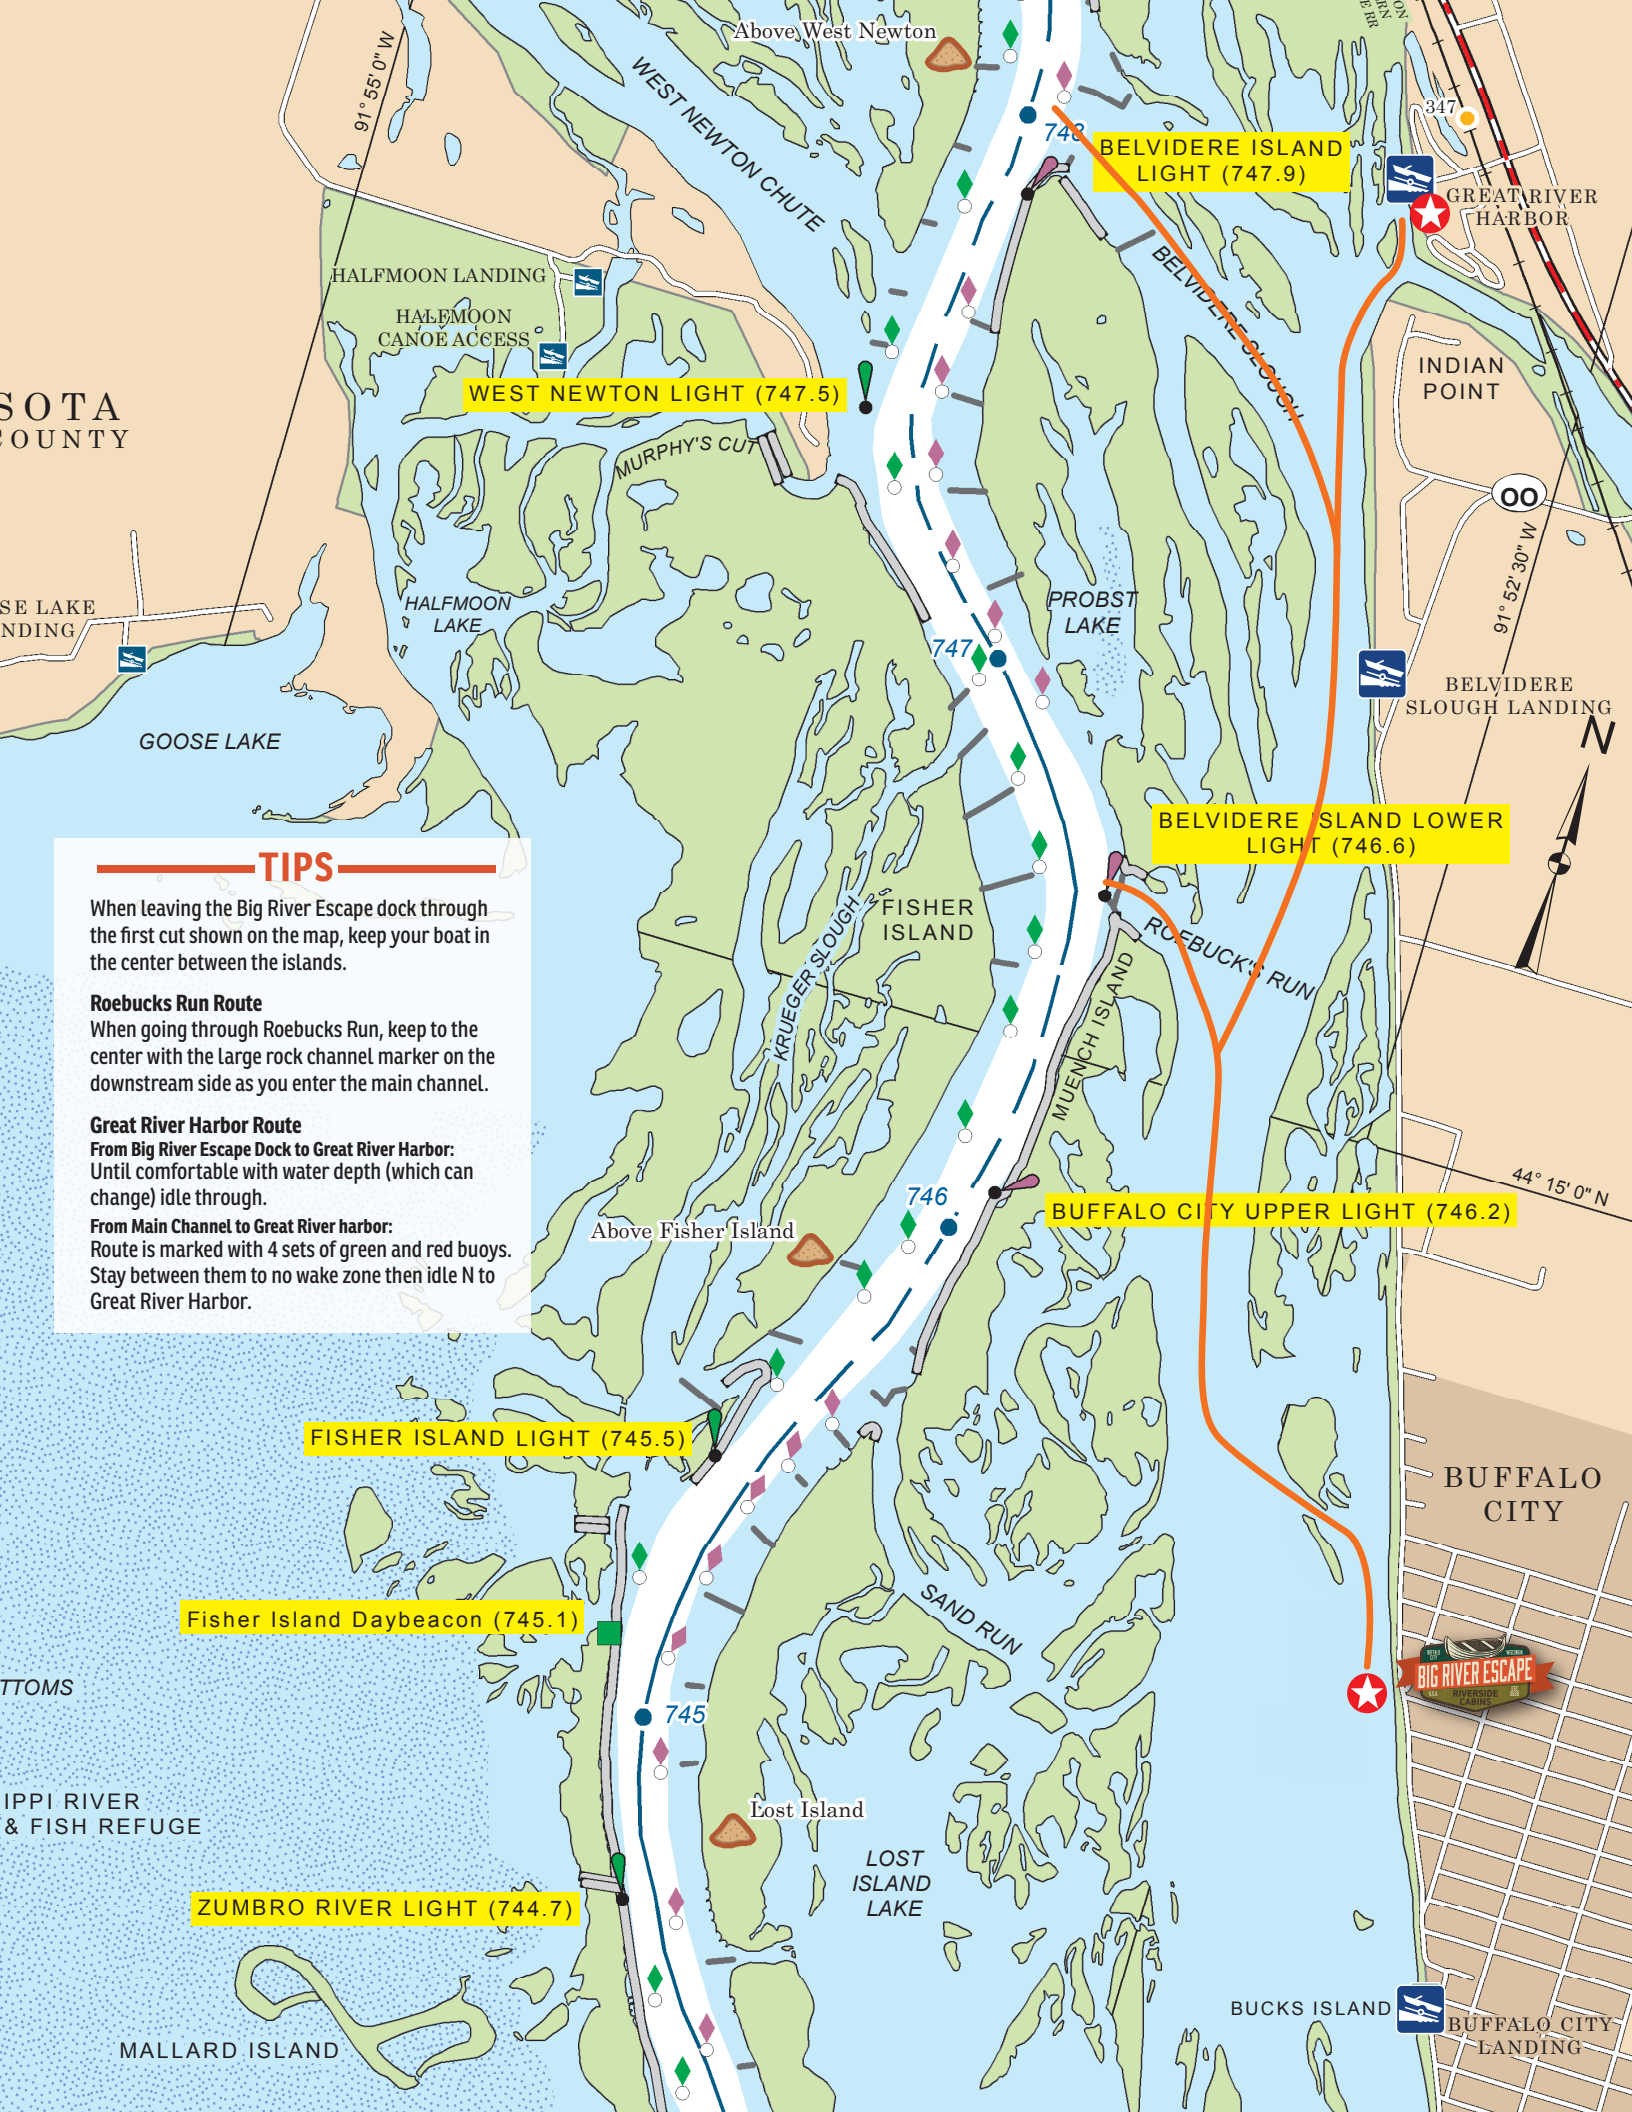 Above West Newton
91° 55' 0" W
WEST NEWTON CHUTE
748
347
BELVIDERE ISLAND
LIGHT (747.9)
GREAT RIVER
HARBOR
HALFMOON LANDING
HALFMOON
CANOE ACCESS
BELVIDERE SLOUGH
INDIAN
POINT
WEST NEWTON LIGHT (747.5)
SOTA
COUNTY
MURPHY'S CUT
OO
91° 52' 30" W
SE LAKE
NDING
HALFMOON
LAKE
PROBST
LAKE
747
BELVIDERE
SLOUGH LANDING
N
GOOSE LAKE
BELVIDERE ISLAND LOWER
LIGHT (746.6)
TIPS
When leaving the Big River Escape dock through
the first cut shown on the map, keep your boat in
the center between the islands.
Roebucks Run Route
When going through Roebucks Run, keep to the
center with the large rock channel marker on the
downstream side as you enter the main channel.
Great River Harbor Route
From Big River Escape Dock to Great River Harbor:
Until comfortable with water depth (which can
change) idle through.
From Main Channel to Great River harbor:
Route is marked with 4 sets of green and red buoys.
Stay between them to no wake zone then idle N to
Great River Harbor.
FISHER
ISLAND
KRUEGER SLOUGH
ROEBUCK'S RUN
MUENCH ISLAND
44° 15' 0" N
746
BUFFALO CITY UPPER LIGHT (746.2)
Above Fisher Island
FISHER ISLAND LIGHT (745.5)
BUFFALO
CITY
SAND RUN
Fisher Island Daybeacon (745.1)
BIG RIVER ESCAPE
RIVERSIDE
CABINS
TTOMS
745
IPPI RIVER
& FISH REFUGE
Lost Island
LOST
ISLAND
LAKE
ZUMBRO RIVER LIGHT (744.7)
BUCKS ISLAND
BUFFALO CITY
LANDING
MALLARD ISLAND